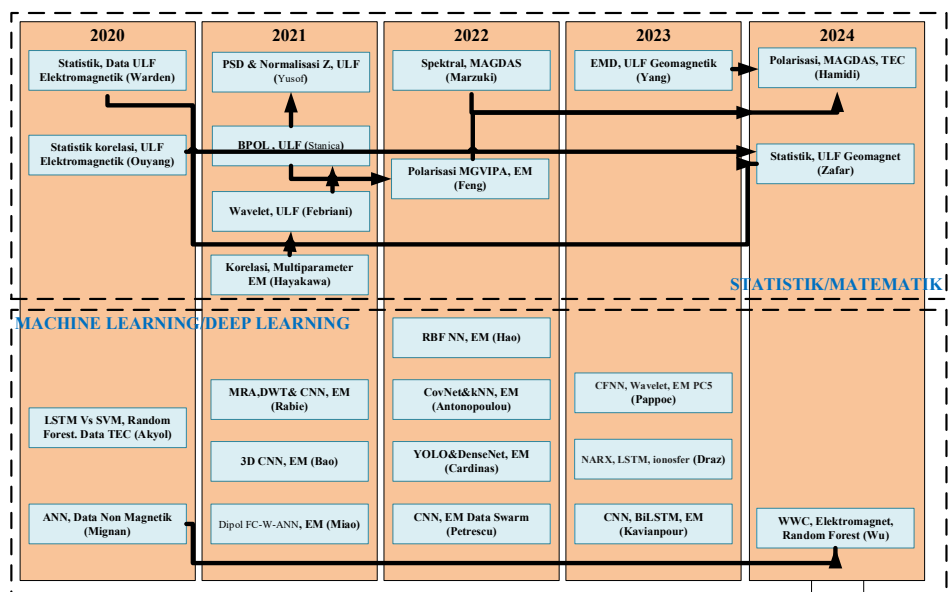 2020
Statistik, Data ULF
Elektromagnetik (Warden)
Statistik korelasi, ULF
Elektromagnetik (Ouyang)
2021
PSD & Normalisasi Z, ULF
(Yusof)
BPOL , ULF (Stanica)
Wavelet, ULF (Febriani)
Korelasi, Multiparameter
EM (Hayakawa)
2022
Spektral, MAGDAS
(Marzuki)
Polarisasi MGVIPA, EM
(Feng)
2023
EMD, ULF Geomagnetik
(Yang)
2024
Polarisasi, MAGDAS, TEC
(Hamidi)
Statistik, ULF Geomagnet
(Zafar)
STATISTIK/MATEMATIK
MACHINE LEARNING/DEEP LEARNING
LSTM Vs SVM, Random
Forest. Data TEC (Akyol)
ANN, Data Non Magnetik
(Mignan)
MRA,DWT& CNN, EM
(Rabie)
3D CNN, EM (Bao)
Dipol FC-W-ANN, EM (Miao)
RBF NN, EM (Hao)
CovNet&kNN, EM
(Antonopoulou)
YOLO&DenseNet, EM
(Cardinas)
CNN, EM Data Swarm
(Petrescu)
CFNN, Wavelet, EM PC5
(Pappoe)
NARX, LSTM, ionosfer (Draz)
CNN, BiLSTM, EM
(Kavianpour)
WWC, Elektromagnet,
Random Forest (Wu)